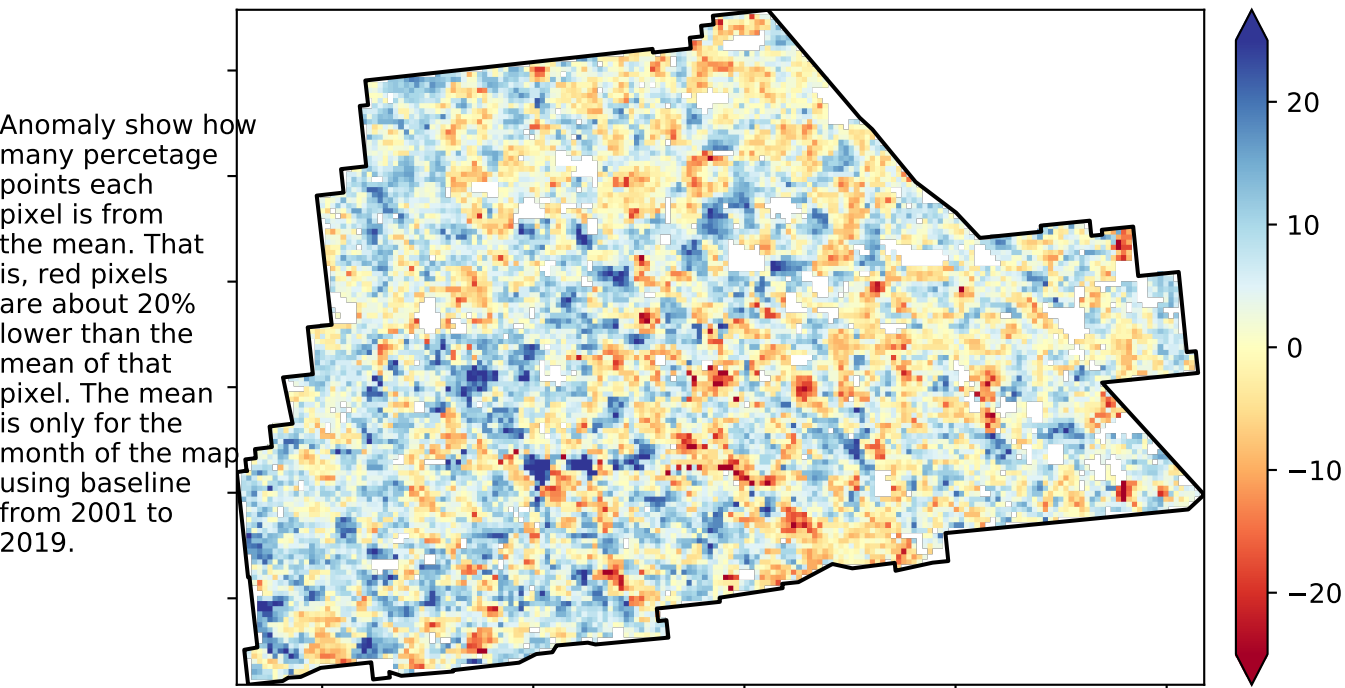 Anomaly show how
many percetage
points each
pixel is from
the mean. That
is, red pixels
are about 20%
lower than the
mean of that
pixel. The mean
is only for the
month of the map
using baseline
from 2001 to
2019.
20
10
0
−10
−20